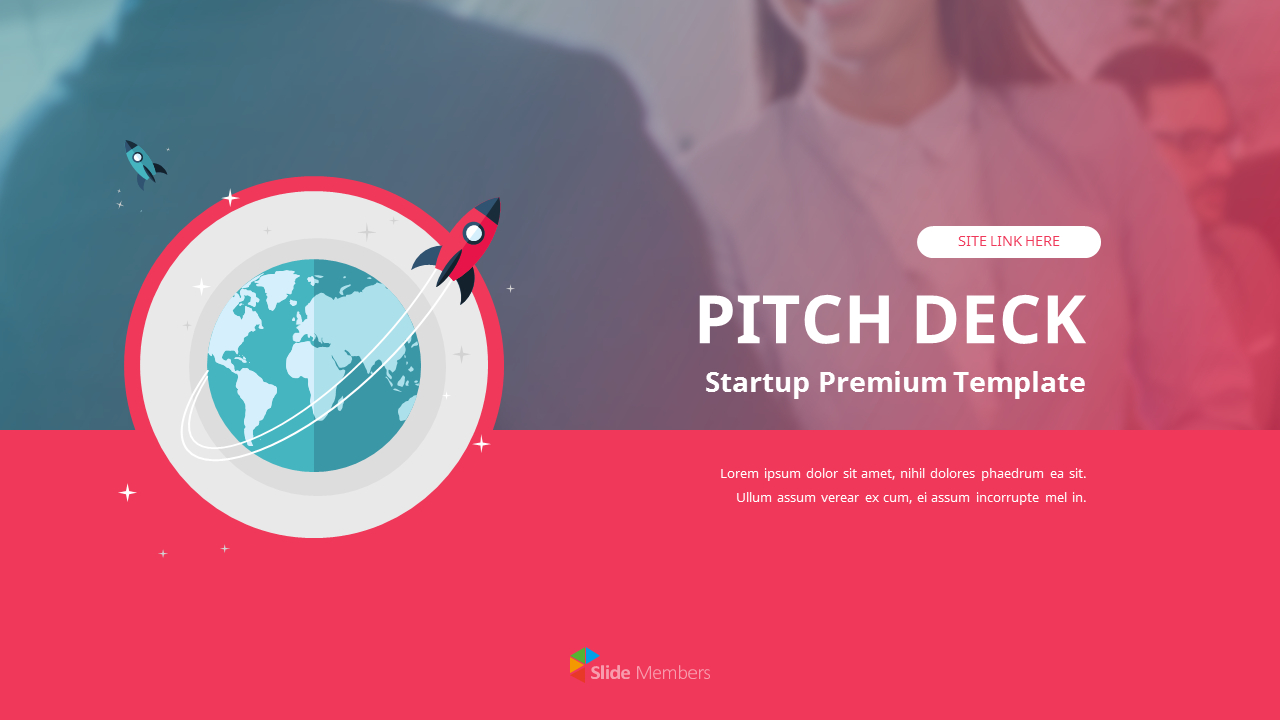 SITE LINK HERE
PITCH DECK
Startup Premium Template
Lorem ipsum dolor sit amet, nihil dolores phaedrum ea sit.
Ullum assum verear ex cum, ei assum incorrupte mel in.
Slide Members